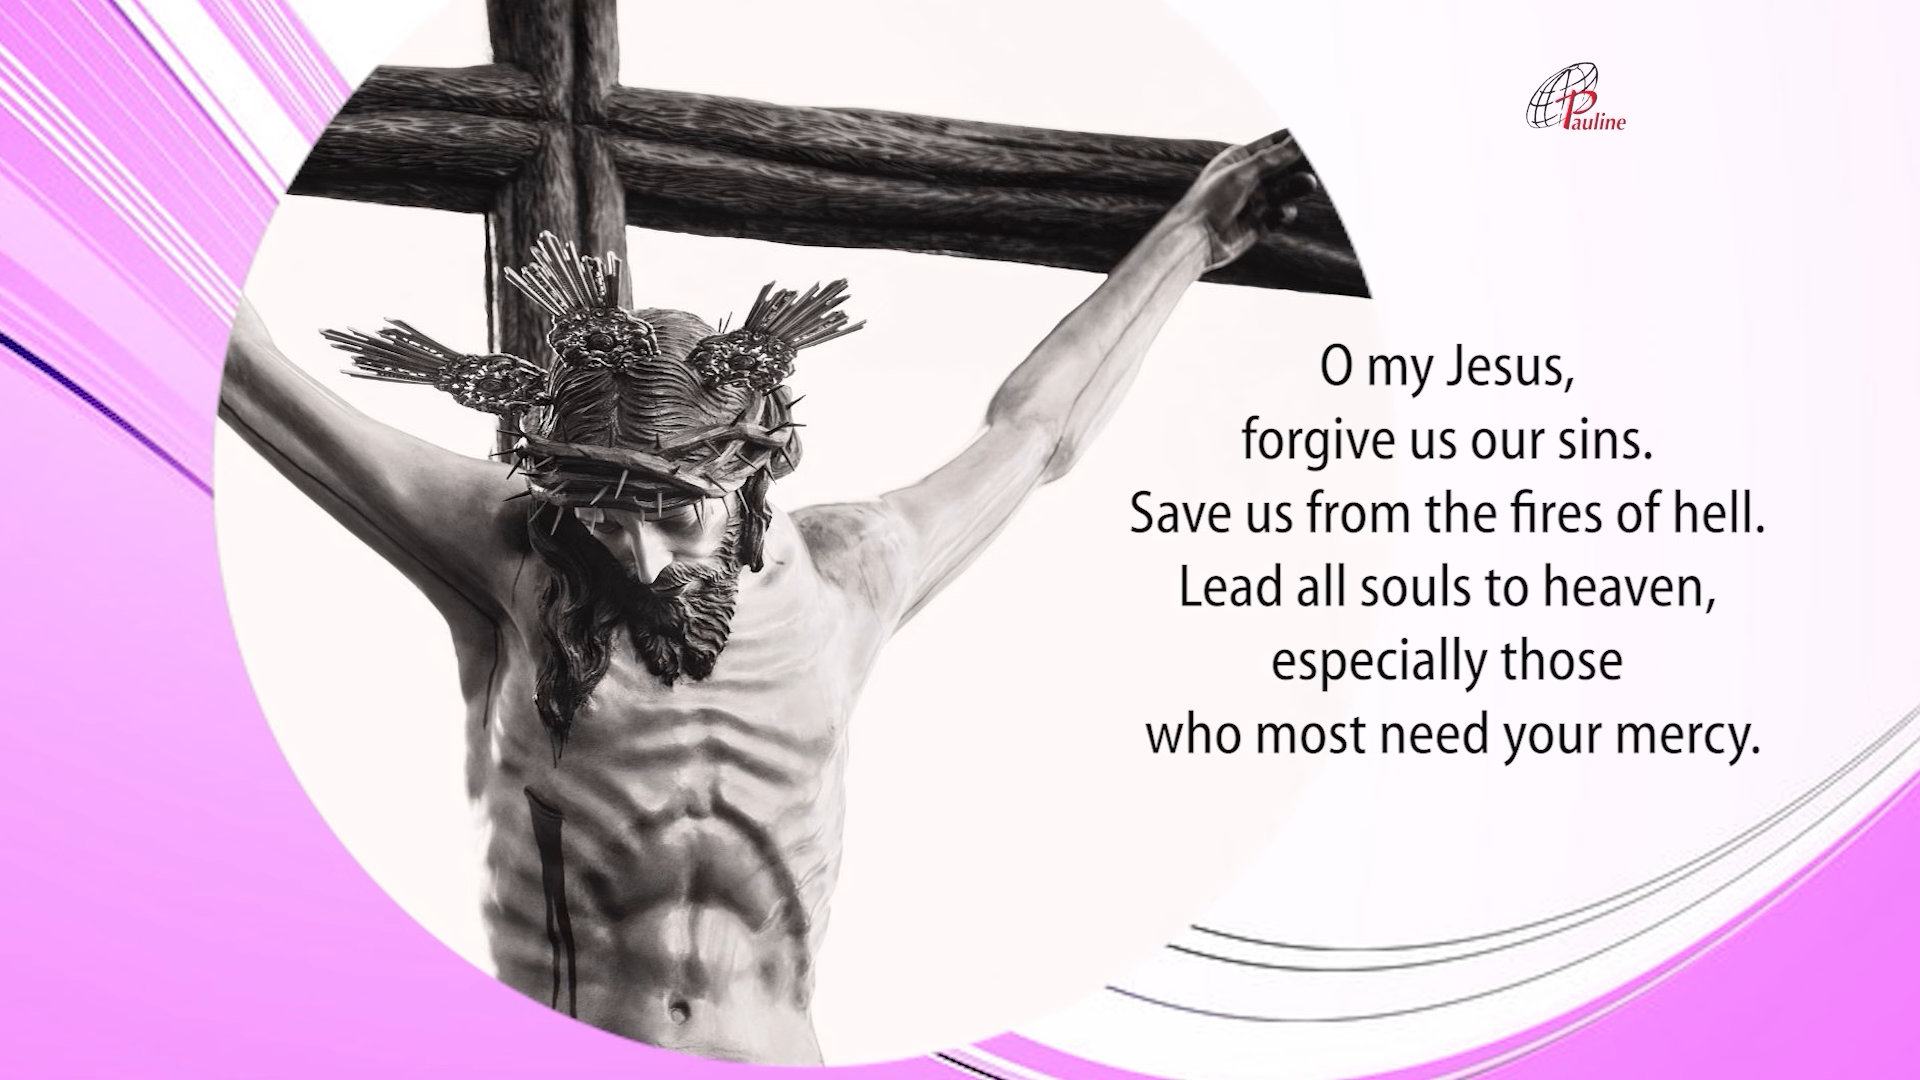 Pauline
O my Jesus,
forgive us our sins.
Save us from the fires of hell.
Lead all souls to heaven,
especially those
who most need your mercy.